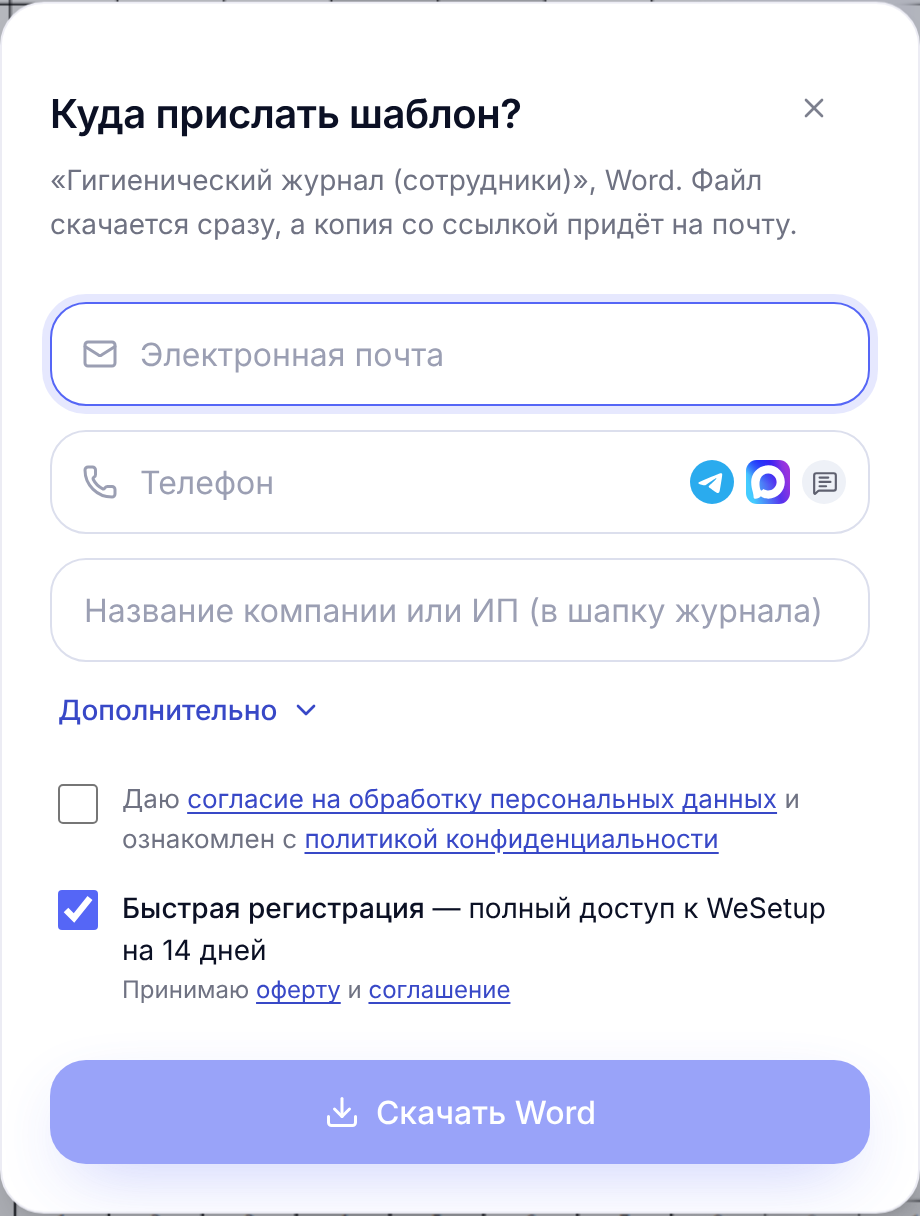 Куда прислать шаблон?
«Гигиенический журнал (сотрудники)», Word. Файл
скачается сразу, а копия со ссылкой придёт на почту.
Электронная почта
Телефон
Название компании или ИП (в шапку журнала)
Дополнительно
Даю согласие на обработку персональных данных и
ознакомлен с политикой конфиденциальности
Быстрая регистрация — полный доступ к WeSetup
на 14 дней
Принимаю оферту и соглашение
Скачать Word